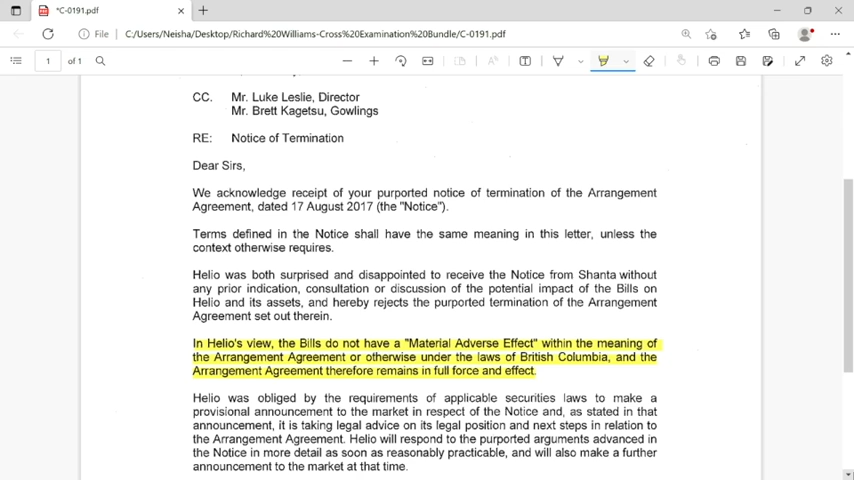 *C-0191.pdf
File
C:/Users/Neisha/Desktop/Richard%20Williams-Cross%20Examination%20Bundle/C-0191.pdf
1 of 1
CC. Mr. Luke Leslie, Director
Mr. Brett Kagetsu, Gowlings
RE: Notice of Termination
Dear Sirs,
We acknowledge receipt of your purported notice of termination of the Arrangement
Agreement, dated 17 August 2017 (the "Notice").
Terms defined in the Notice shall have the same meaning in this letter, unless the
context otherwise requires.
Helio was both surprised and disappointed to receive the Notice from Shanta without
any prior indication, consultation or discussion of the potential impact of the Bills on
Helio and its assets, and hereby rejects the purported termination of the Arrangement
Agreement set out therein.
In Helio's view, the Bills do not have a "Material Adverse Effect" within the meaning of
the Arrangement Agreement or otherwise under the laws of British Columbia, and the
Arrangement Agreement therefore remains in full force and effect.
Helio was obliged by the requirements of applicable securities laws to make a
provisional announcement to the market in respect of the Notice and, as stated in that
announcement, it is taking legal advice on its legal position and next steps in relation to
the Arrangement Agreement. Helio will respond to the purported arguments advanced in
the Notice in more detail as soon as reasonably practicable, and will also make a further
announcement to the market at that time.